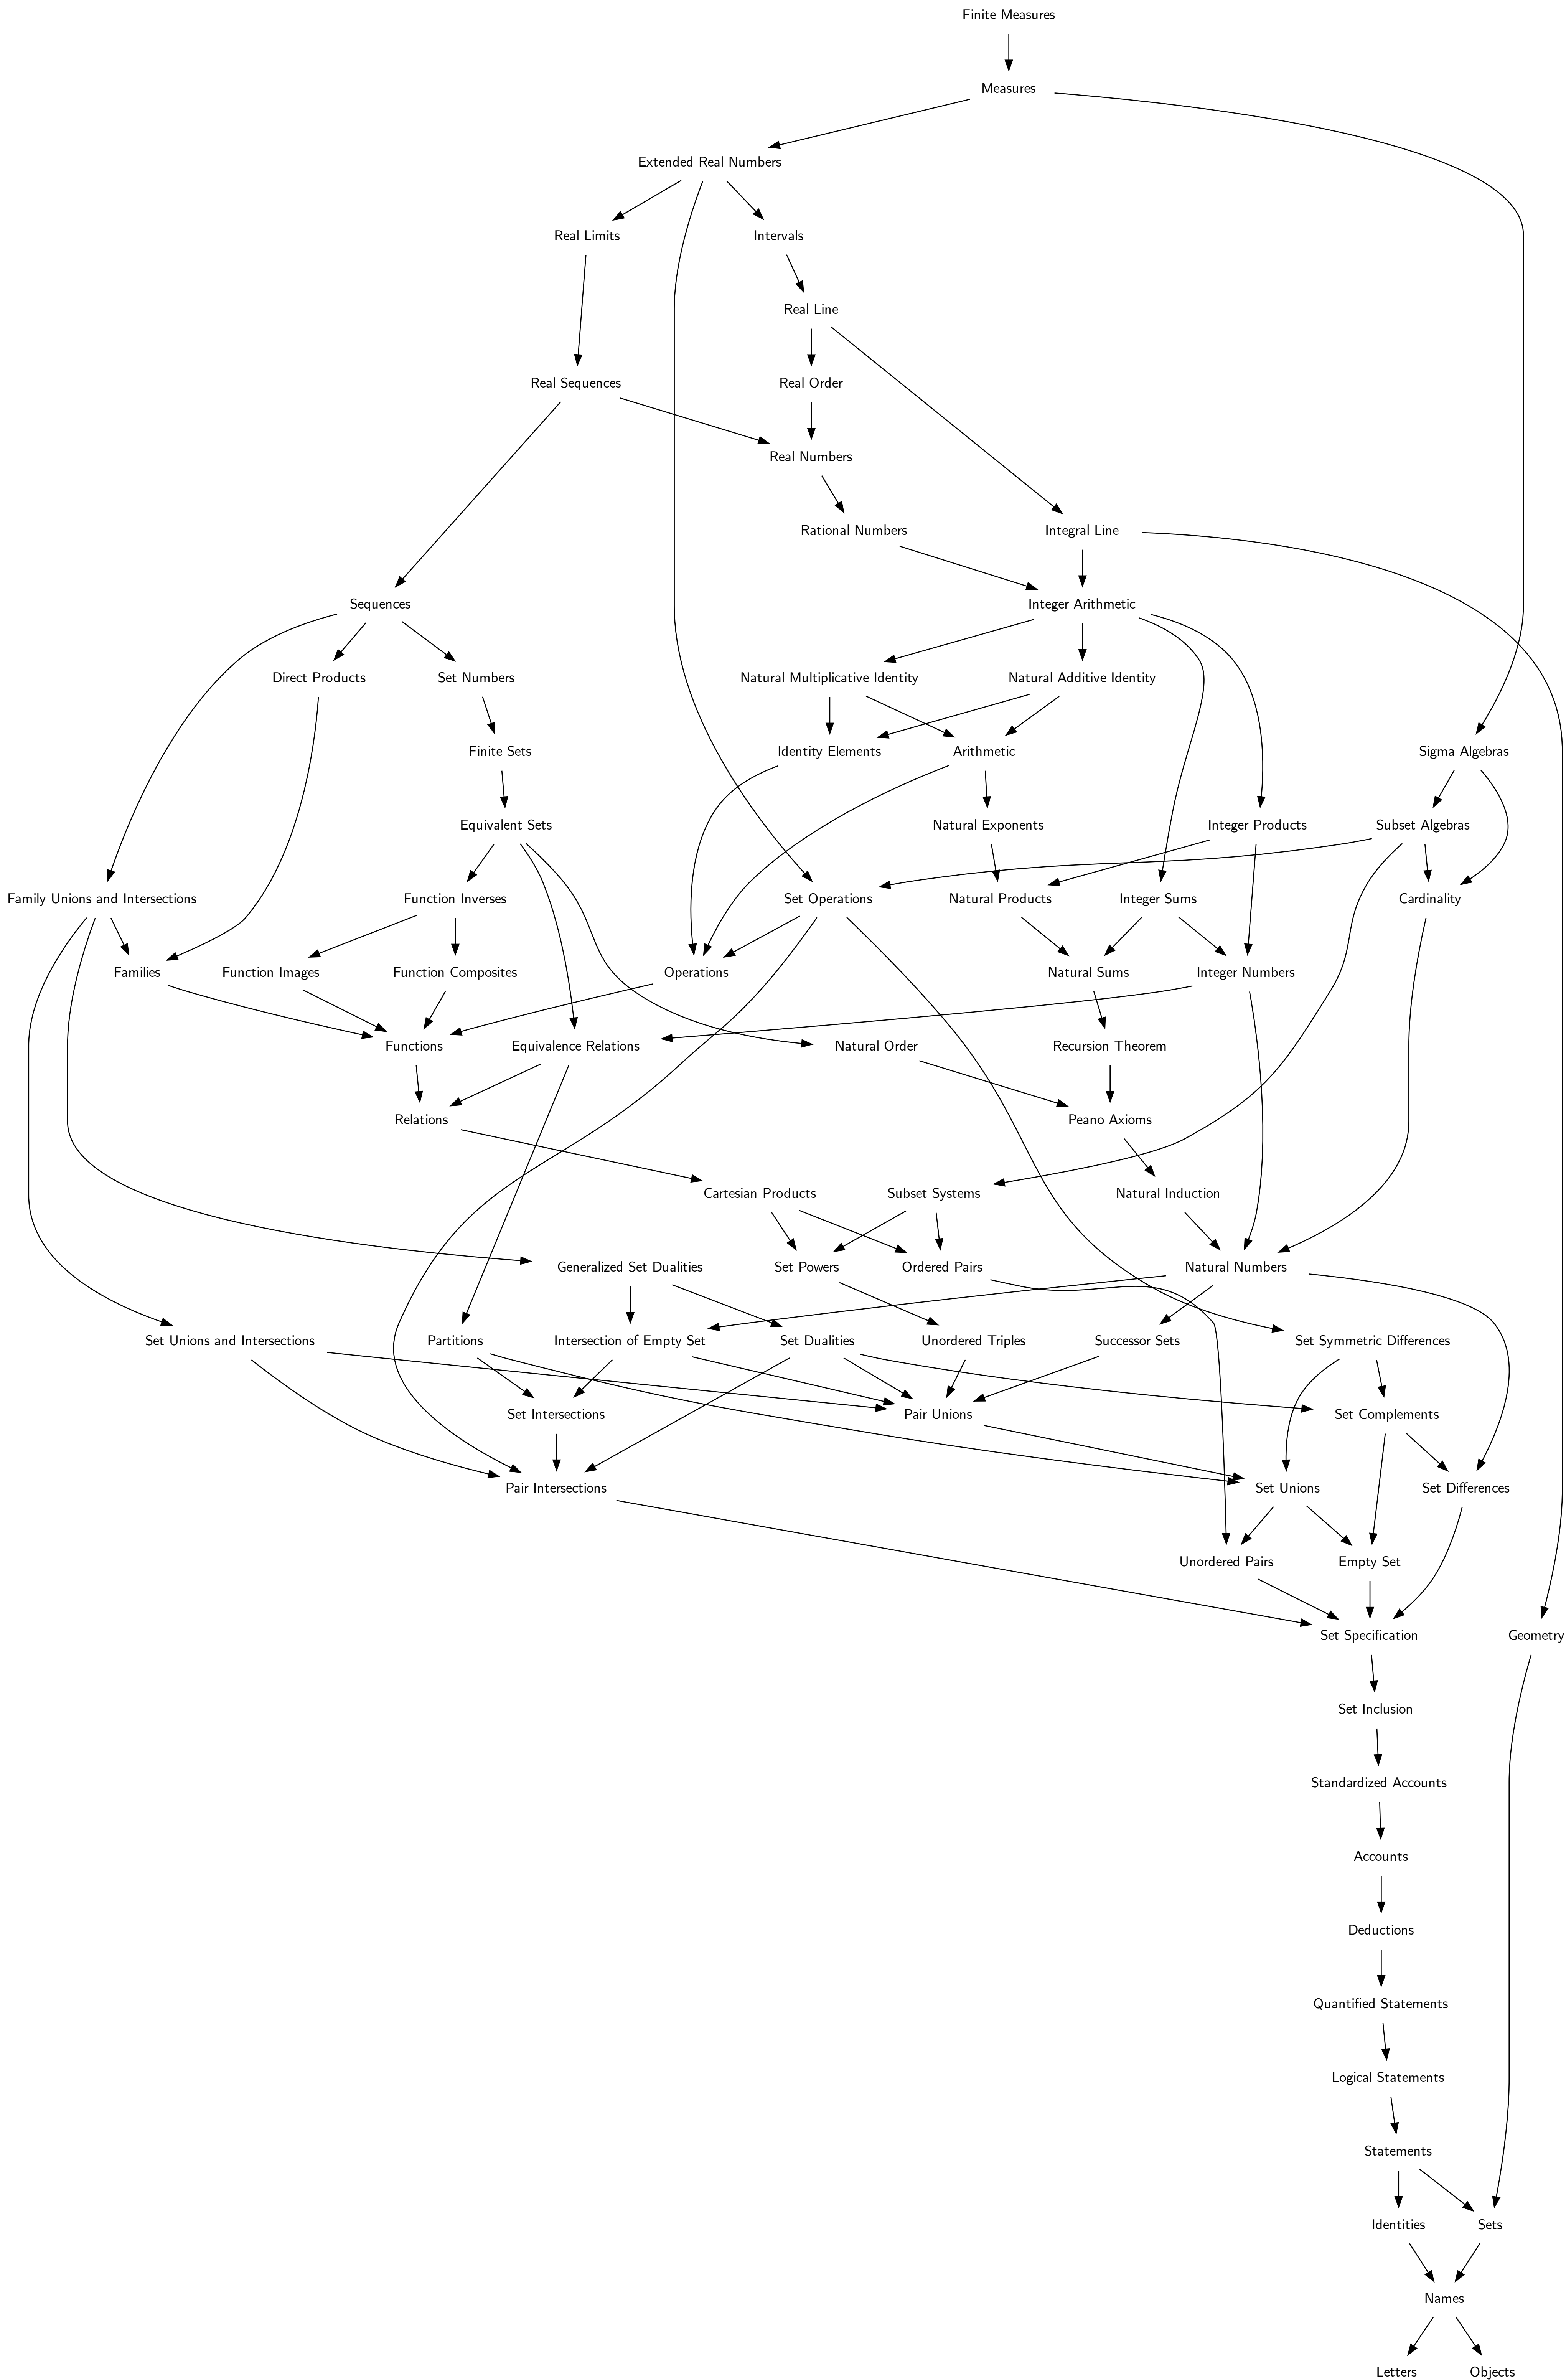 Finite Measures
Measures
Extended Real Numbers
Real Limits
Intervals
Real Line
Real Sequences
Real Order
Real Numbers
Rational Numbers
Integral Line
Sequences
Integer Arithmetic
Direct Products
Set Numbers
Natural Multiplicative Identity
Natural Additive Identity
Finite Sets
Identity Elements
Arithmetic
Sigma Algebras
Equivalent Sets
Natural Exponents
Integer Products
Subset Algebras
Family Unions and Intersections
Function Inverses
Set Operations
Natural Products
Integer Sums
Cardinality
Families
Function Images
Function Composites
Operations
Natural Sums
Integer Numbers
Functions
Equivalence Relations
Natural Order
Recursion Theorem
Relations
Peano Axioms
Cartesian Products
Subset Systems
Natural Induction
Generalized Set Dualities
Set Powers
Ordered Pairs
Natural Numbers
Set Unions and Intersections
Partitions
Intersection of Empty Set
Set Dualities
Unordered Triples
Successor Sets
Set Symmetric Differences
Set Intersections
Pair Unions
Set Complements
Pair Intersections
Set Unions
Set Differences
Unordered Pairs
Empty Set
Set Specification
Geometry
Set Inclusion
Standardized Accounts
Accounts
Deductions
Quantified Statements
Logical Statements
Statements
Identities
Sets
Names
Letters
Objects